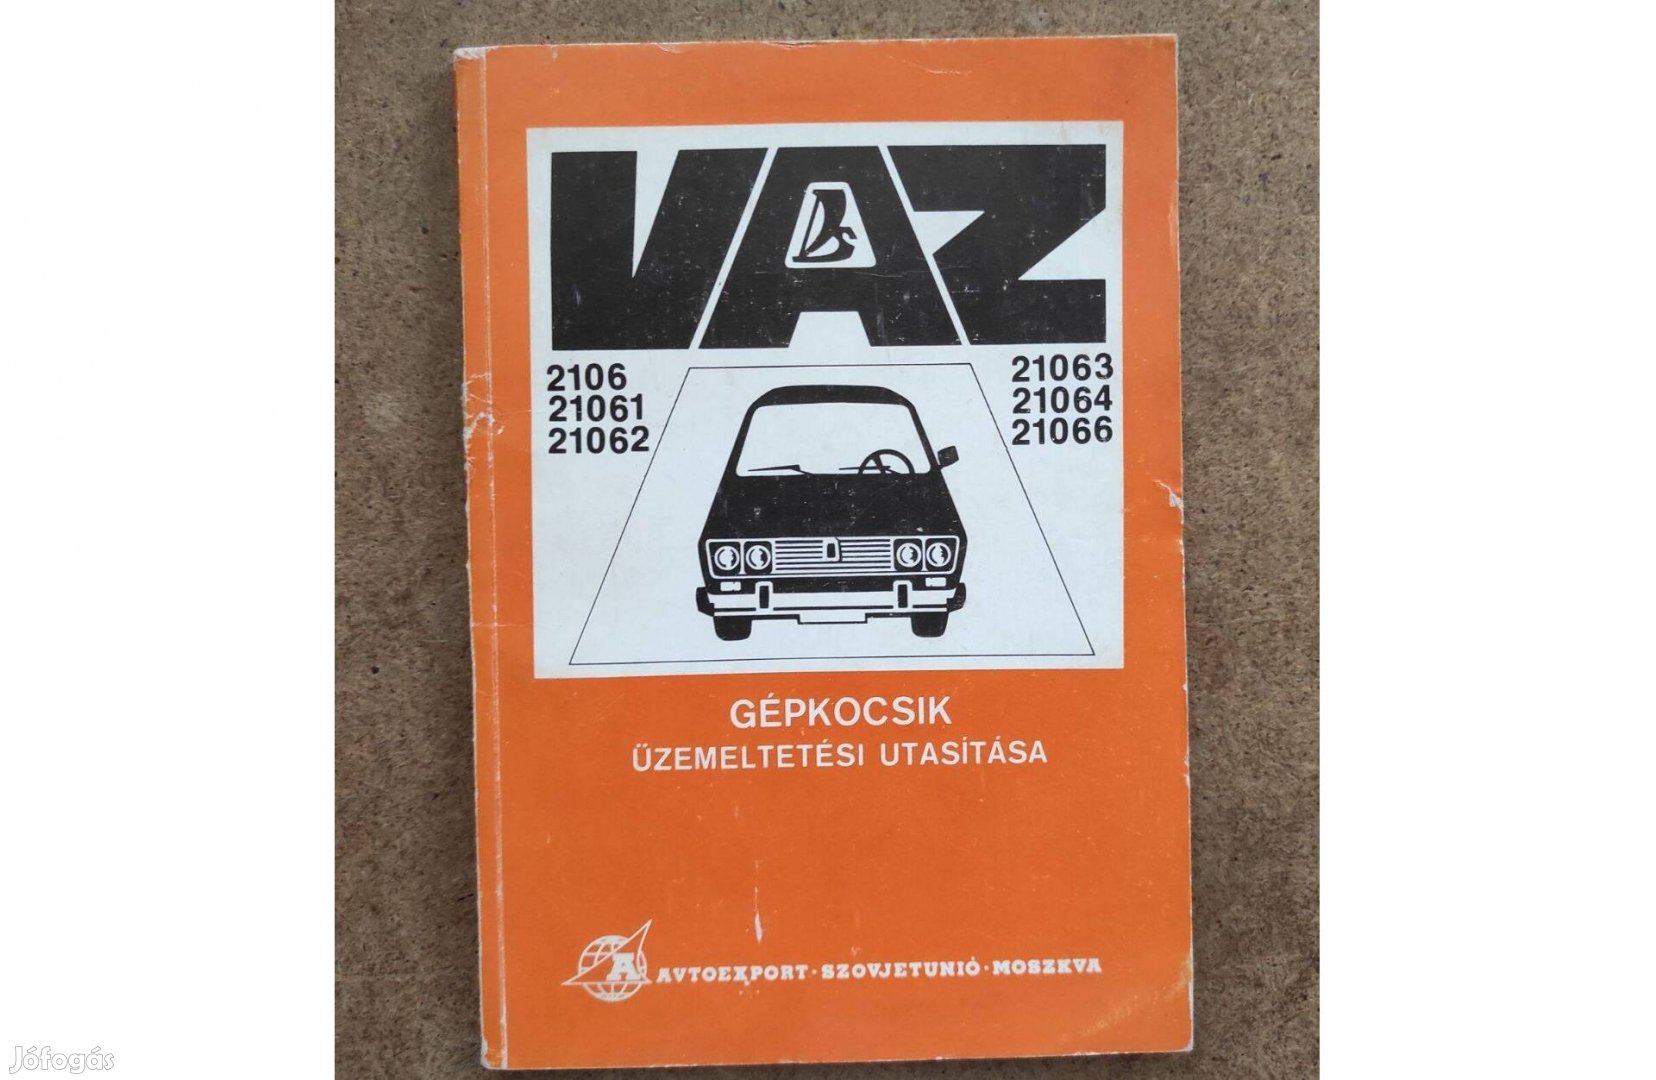 VAZ
2106
21061
21062
21063
21064
21066
GÉPKOCSIK
ÜZEMELTETÉSI UTASÍTÁSA
A AVTOEXPORT · SZOVJETUNIÓ · MOSZKVA
Jófogás